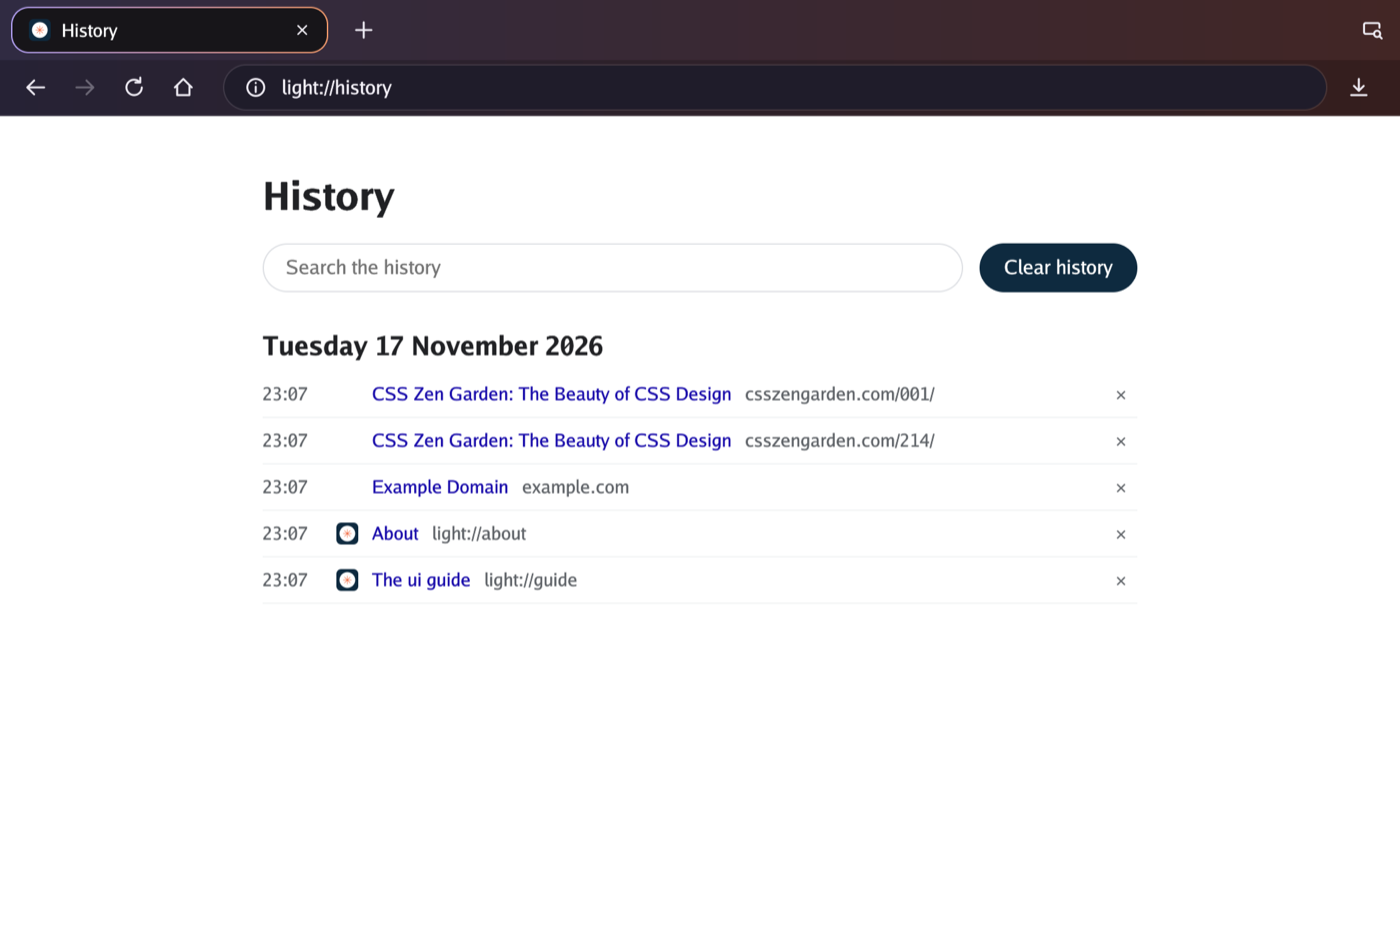 History
light://history
History
Search the history
Clear history
Tuesday 17 November 2026
23:07 CSS Zen Garden: The Beauty of CSS Design csszengarden.com/001/
23:07 CSS Zen Garden: The Beauty of CSS Design csszengarden.com/214/
23:07 Example Domain example.com
23:07 About light://about
23:07 The ui guide light://guide